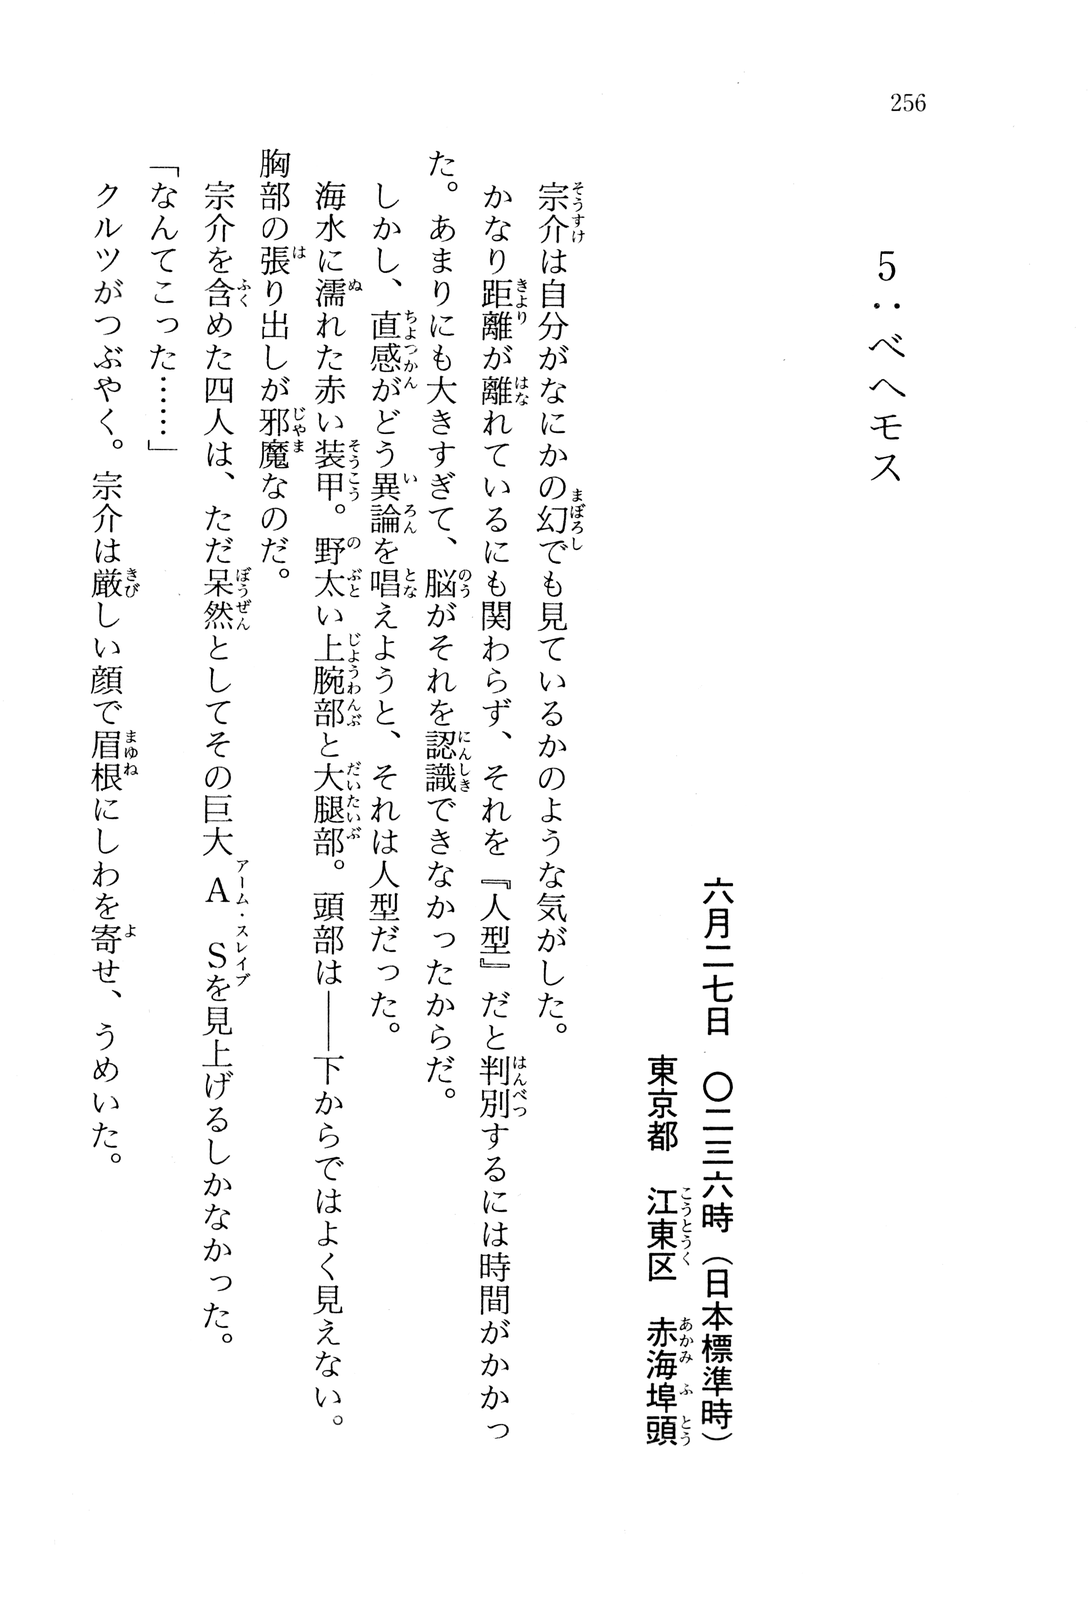 256
5：ベヘモス
六月二七日　〇二三六時（日本標準時）
東京都　江東区　赤海埠頭
宗介は自分がなにかの幻でも見ているかのような気がした。
かなり距離が離れているにも関わらず、それを『人型』だと判別するには時間がかかっ
た。あまりにも大きすぎて、脳がそれを認識できなかったからだ。
しかし、直感がどう異論を唱えようと、それは人型だった。
海水に濡れた赤い装甲。野太い上腕部と大腿部。頭部は――下からではよく見えない。
胸部の張り出しが邪魔なのだ。
宗介を含めた四人は、ただ呆然としてその巨大ＡＳを見上げるしかなかった。
「なんてこった……」
クルツがつぶやく。宗介は厳しい顔で眉根にしわを寄せ、うめいた。